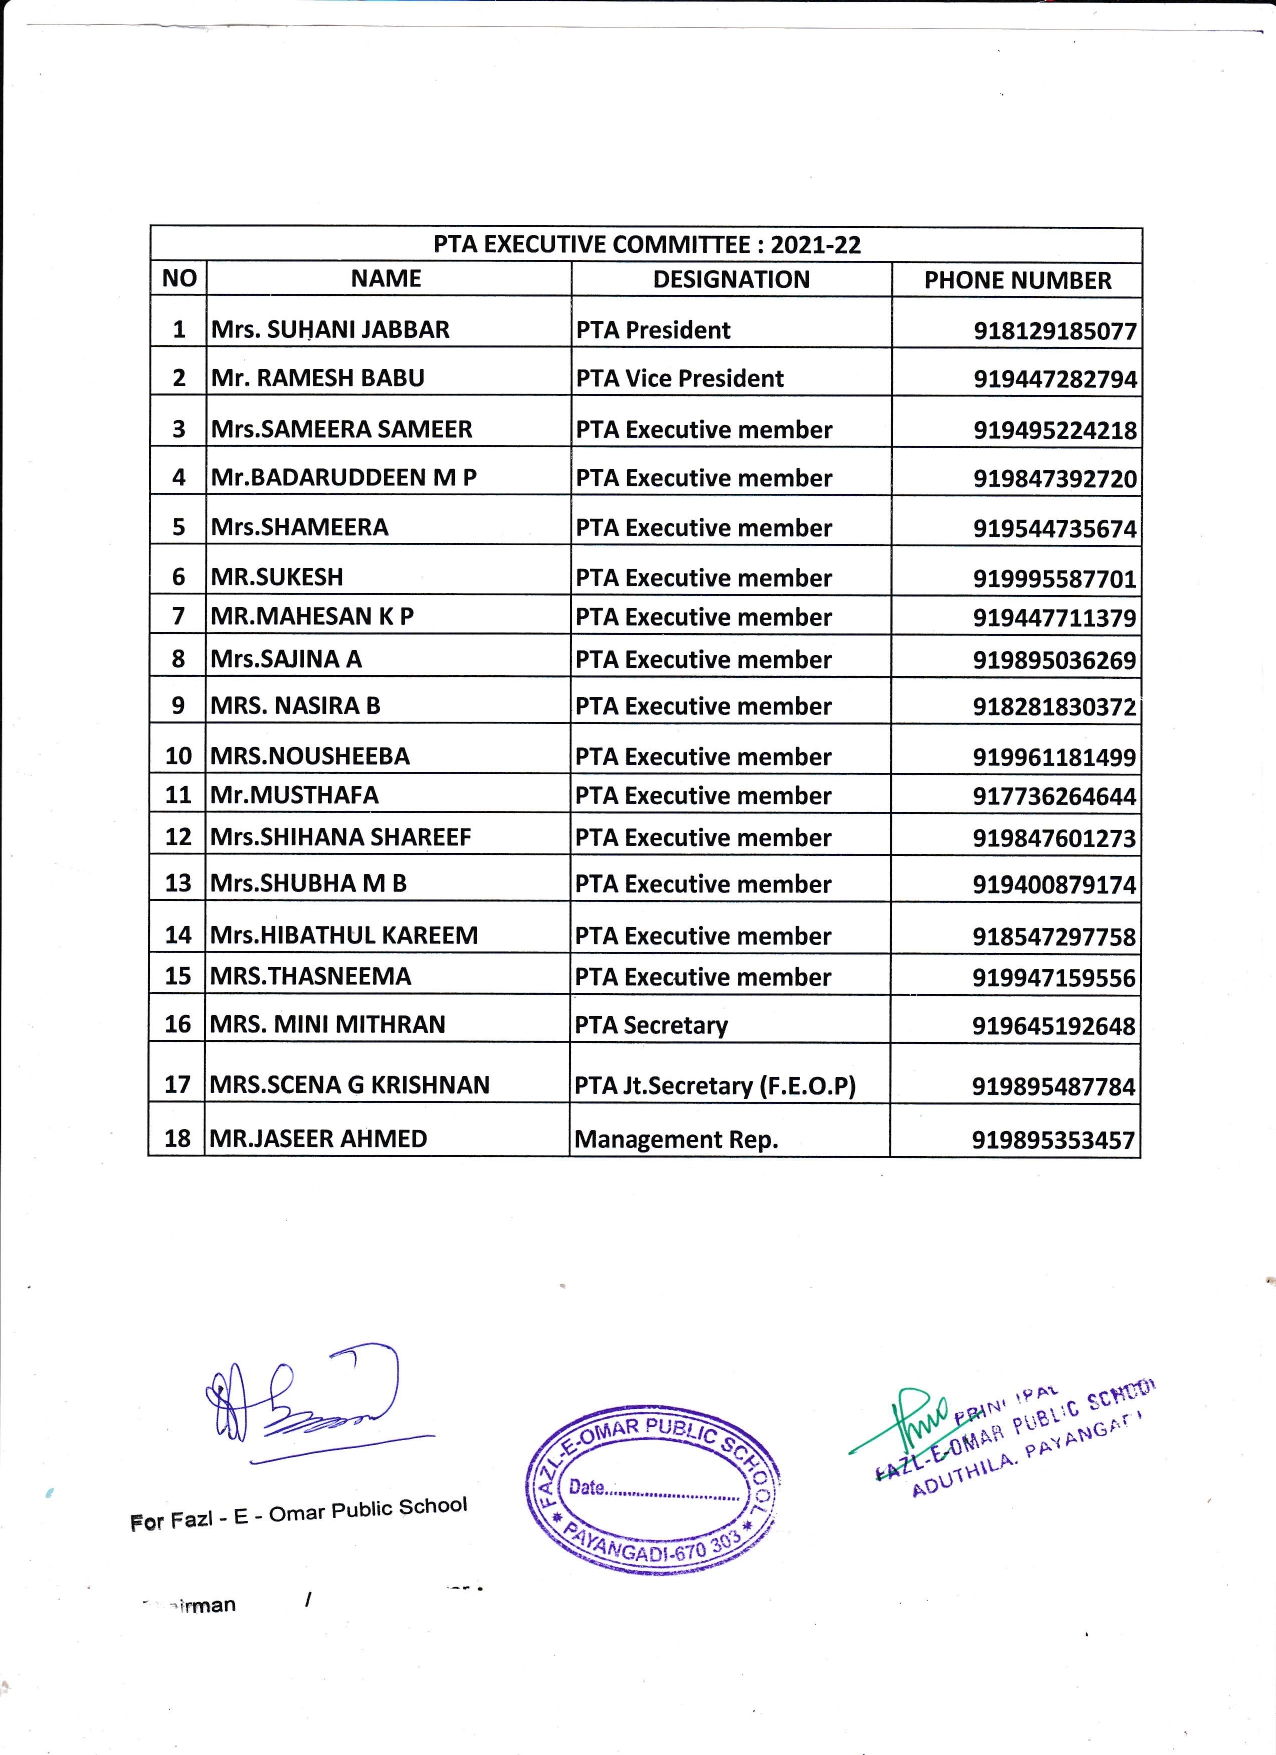 PTA EXECUTIVE COMMITTEE : 2021-22
NO NAME DESIGNATION PHONE NUMBER
1 Mrs. SUHANI JABBAR PTA President 918129185077
2 Mr. RAMESH BABU PTA Vice President 919447282794
3 Mrs.SAMEERA SAMEER PTA Executive member 919495224218
4 Mr.BADARUDDEEN M P PTA Executive member 919847392720
5 Mrs.SHAMEERA PTA Executive member 919544735674
6 MR.SUKESH PTA Executive member 919995587701
7 MR.MAHESAN K P PTA Executive member 919447711379
8 Mrs.SAJINA A PTA Executive member 919895036269
9 MRS. NASIRA B PTA Executive member 918281830372
10 MRS.NOUSHEEBA PTA Executive member 919961181499
11 Mr.MUSTHAFA PTA Executive member 917736264644
12 Mrs.SHIHANA SHAREEF PTA Executive member 919847601273
13 Mrs.SHUBHA M B PTA Executive member 919400879174
14 Mrs.HIBATHUL KAREEM PTA Executive member 918547297758
15 MRS.THASNEEMA PTA Executive member 919947159556
16 MRS. MINI MITHRAN PTA Secretary 919645192648
17 MRS.SCENA G KRISHNAN PTA Jt.Secretary (F.E.O.P) 919895487784
18 MR.JASEER AHMED Management Rep. 919895353457
For Fazl - E - Omar Public School
irman /
FAZL-E-OMAR PUBLIC SCHOOL
Date..............................
* PAYANGADI-670 303 *
PRIN IPAL
FAZL-E-OMAR PUBLIC SCHOOL
ADUTHILA. PAYANGA